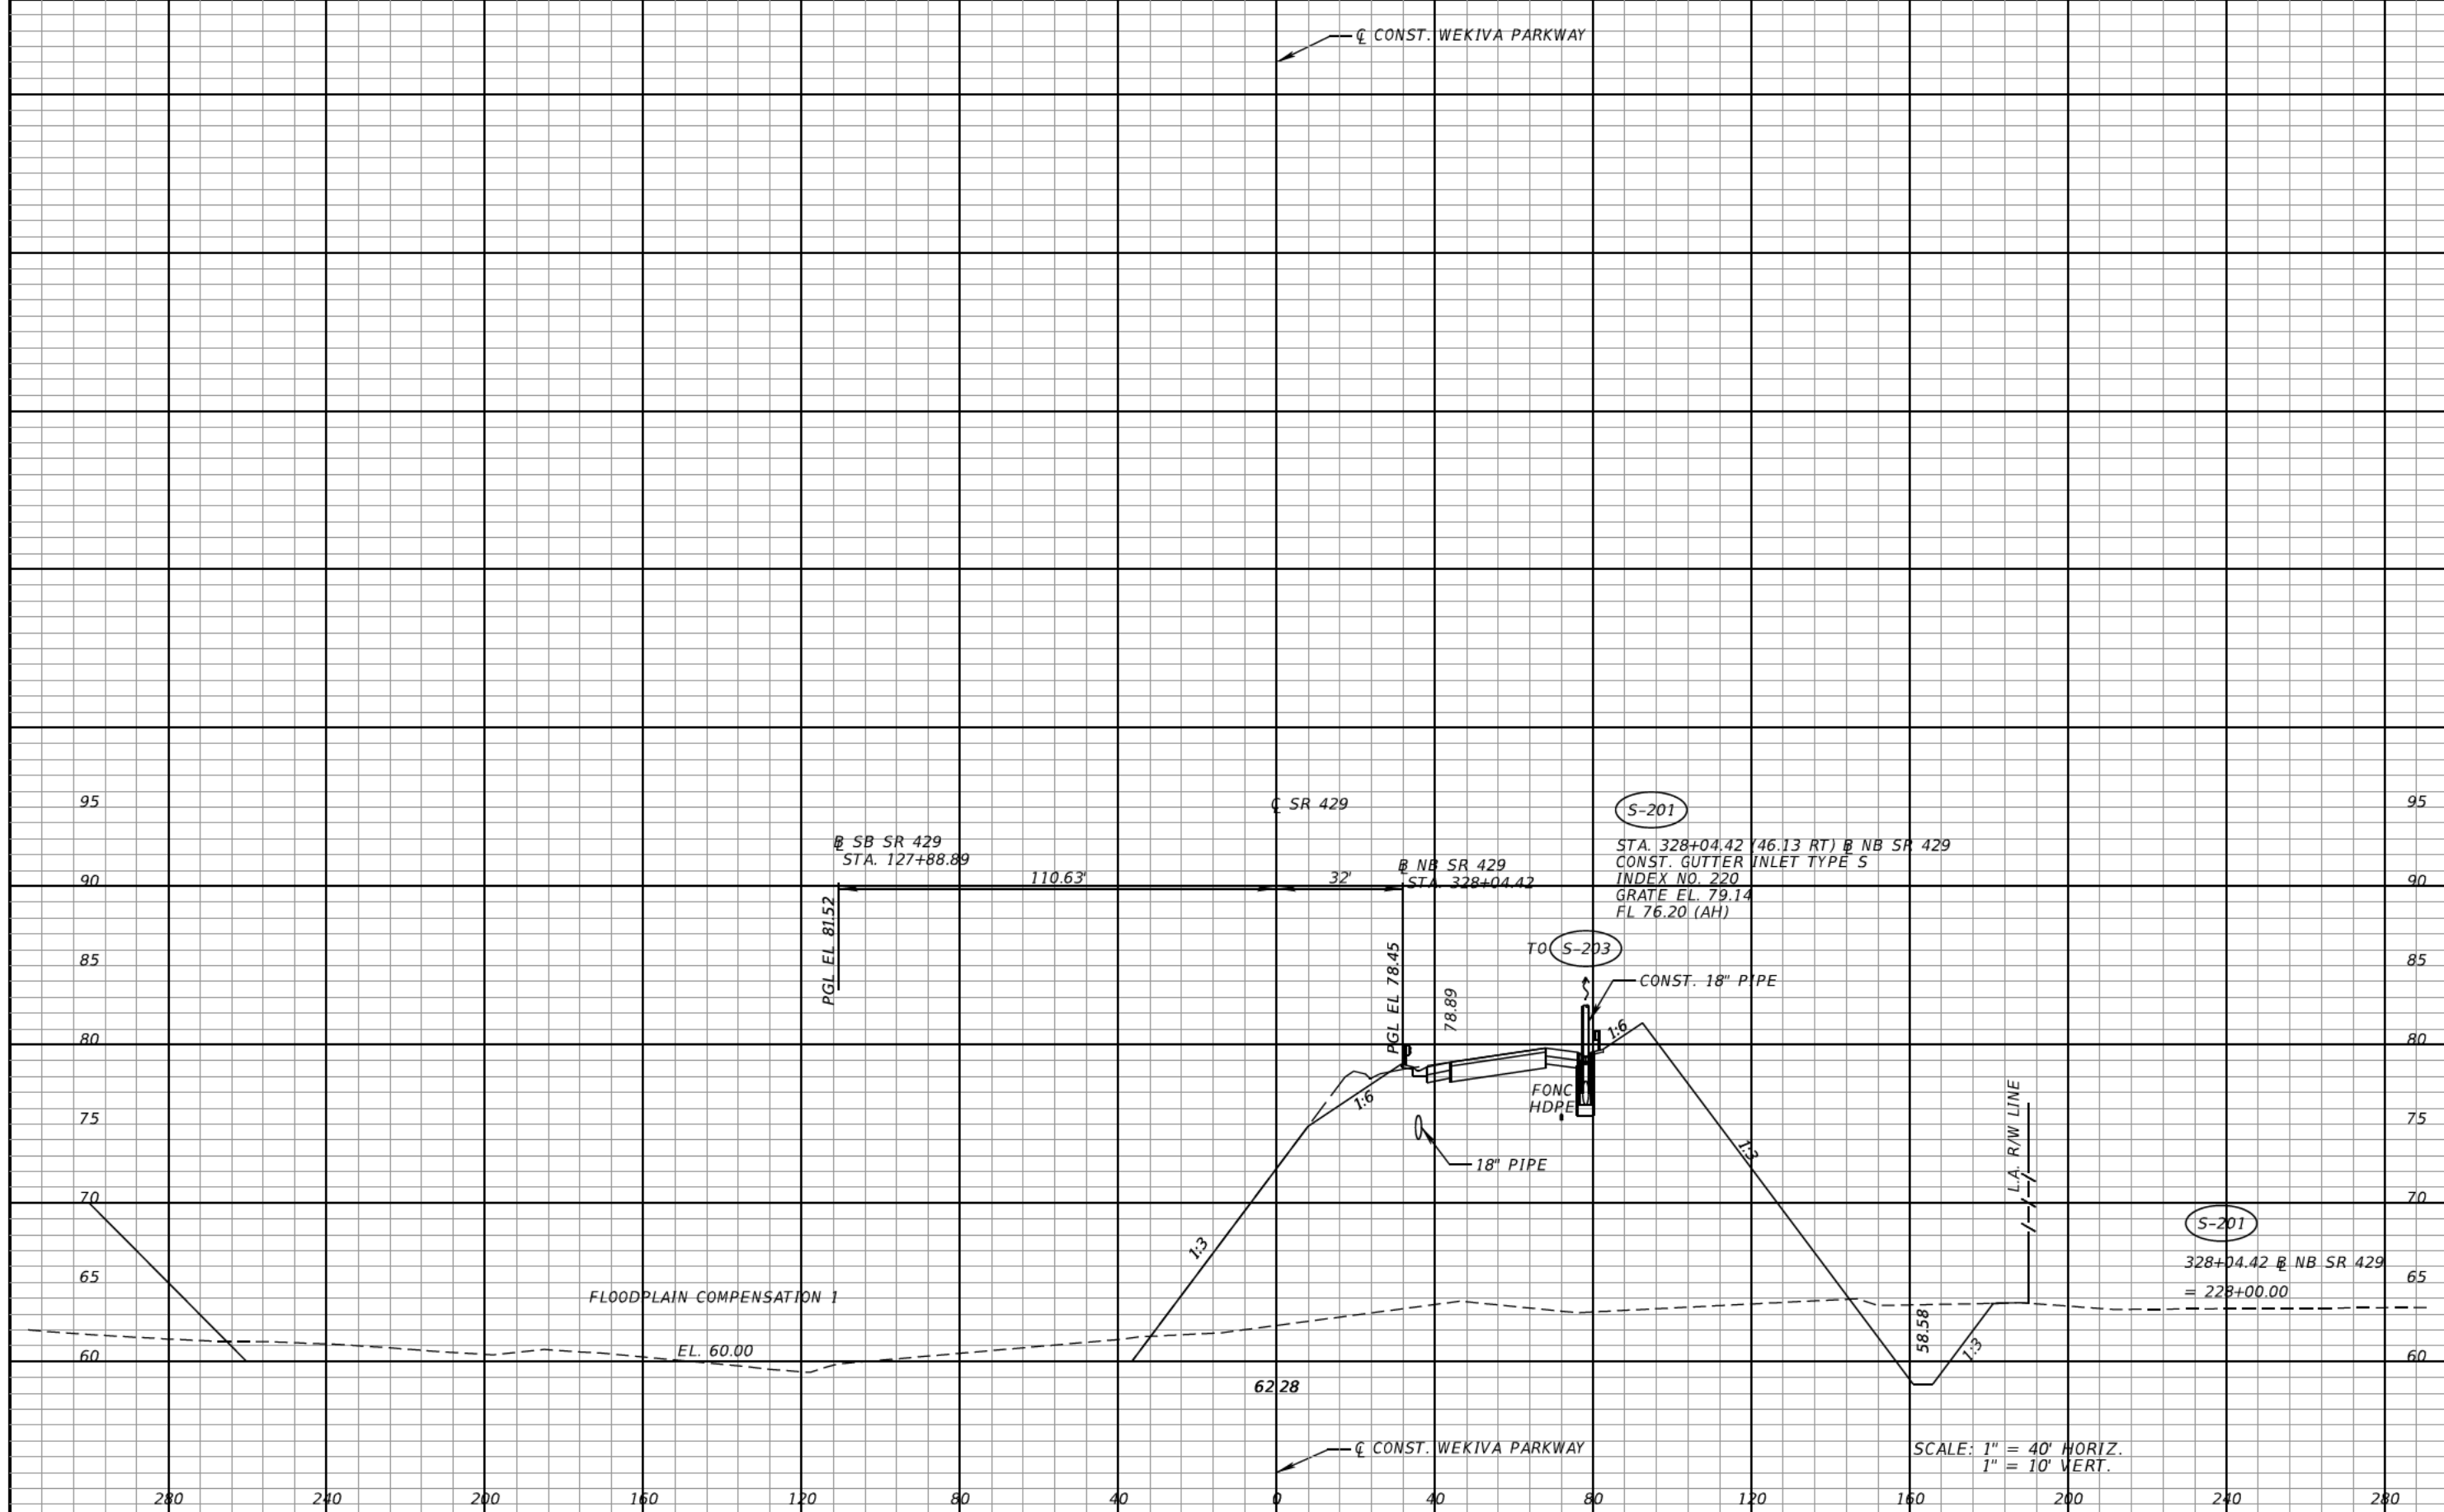 ℄ CONST. WEKIVA PARKWAY
95
℄ SR 429
S-201
95
B̵L SB SR 429
STA. 127+88.89
STA. 328+04.42 (46.13 RT) B̵L NB SR 429
CONST. GUTTER INLET TYPE S
INDEX NO. 220
GRATE EL. 79.14
FL 76.20 (AH)
B̵L NB SR 429
STA. 328+04.42
90
110.63'
32'
90
PGL EL 81.52
PGL EL 78.45
78.89
TO S-203
85
85
CONST. 18" PIPE
80
1:6
80
FONC
HDPE
1:6
75
75
18" PIPE
1:3
L.A. R/W LINE
70
70
S-201
1:3
328+04.42 B̵L NB SR 429
= 228+00.00
65
65
FLOODPLAIN COMPENSATION 1
58.58
1:3
EL. 60.00
60
60
62.28
℄ CONST. WEKIVA PARKWAY
SCALE: 1" = 40' HORIZ.
1" = 10' VERT.
280 240 200 160 120 80 40 0 40 80 120 160 200 240 280